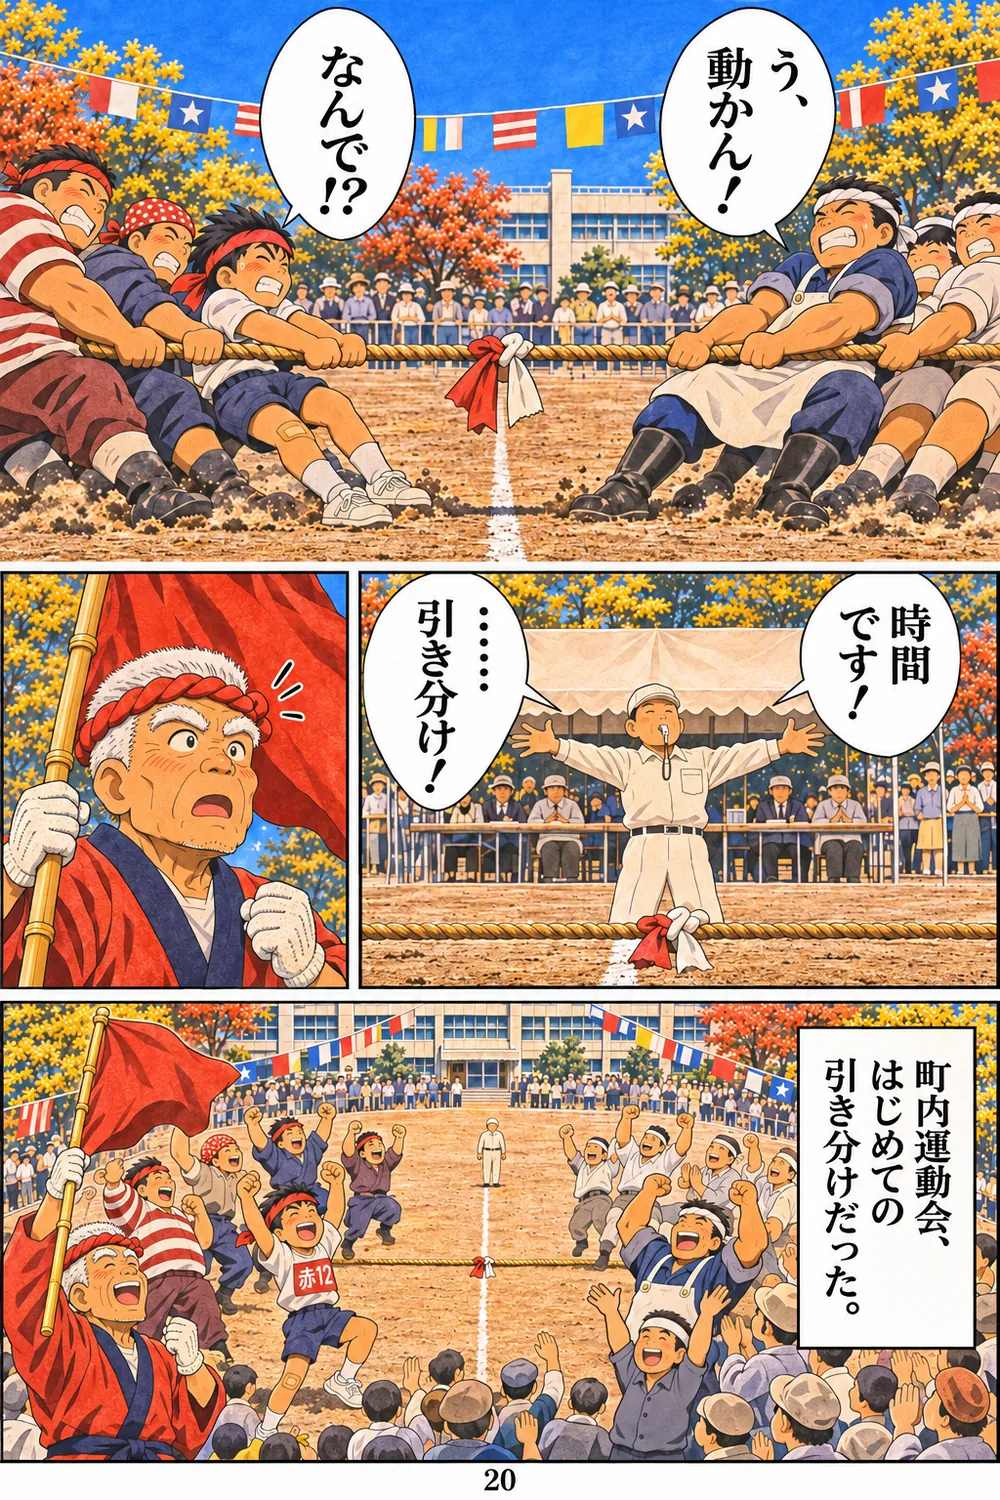 う、
動かん！
なんで!?
時間
です！
……
引き分け！
町内運動会、
はじめての
引き分けだった。
赤12
20